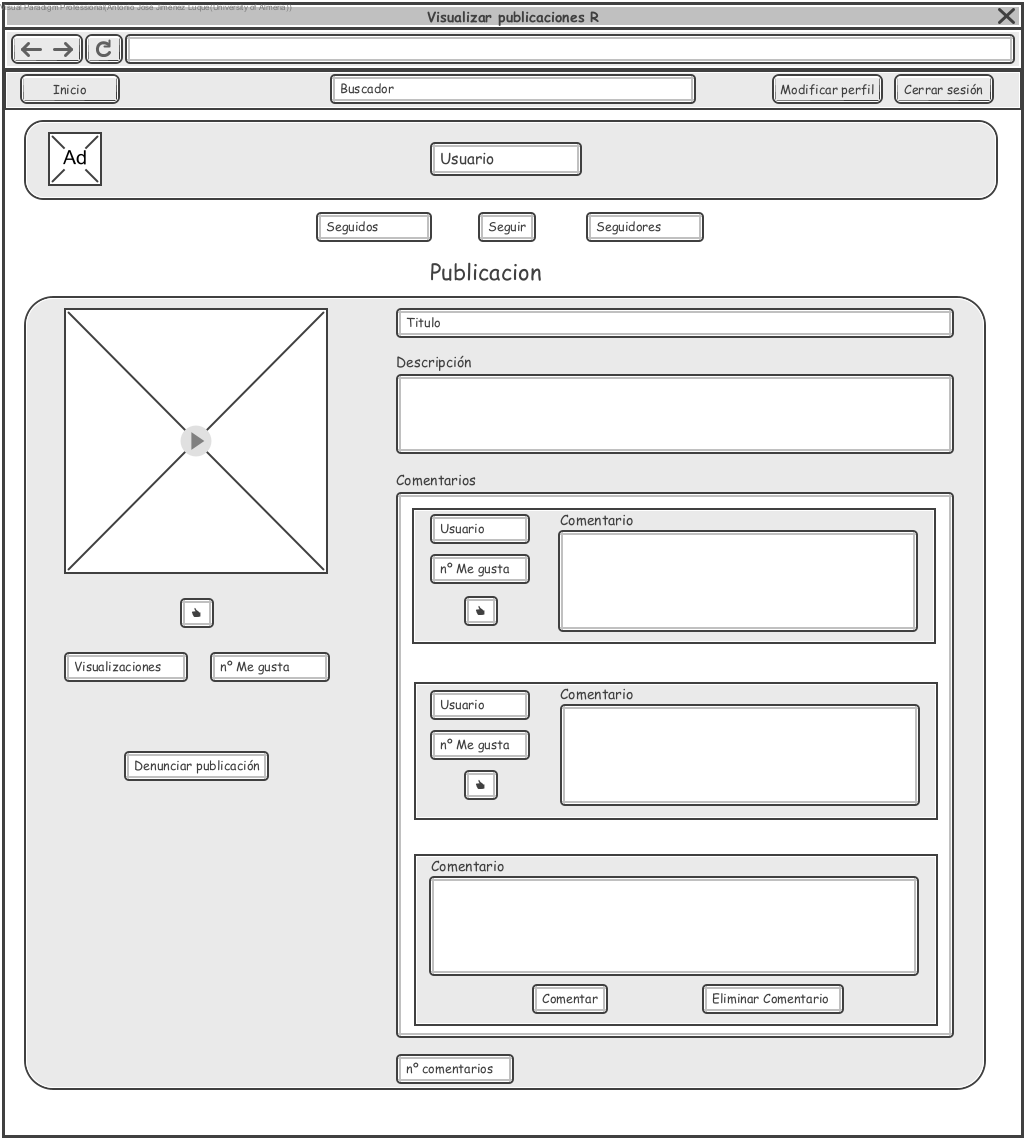 Visual Paradigm Professional(Antonio José Jiménez Luque(University of Almeria))
Visualizar publicaciones R
Inicio
Buscador
Modificar perfil
Cerrar sesión
Ad
Usuario
Seguidos
Seguir
Seguidores
Publicacion
Titulo
Descripción
Comentarios
Usuario
Comentario
nº Me gusta
Visualizaciones
nº Me gusta
Denunciar publicación
Usuario
Comentario
nº Me gusta
Comentario
Comentar
Eliminar Comentario
nº comentarios